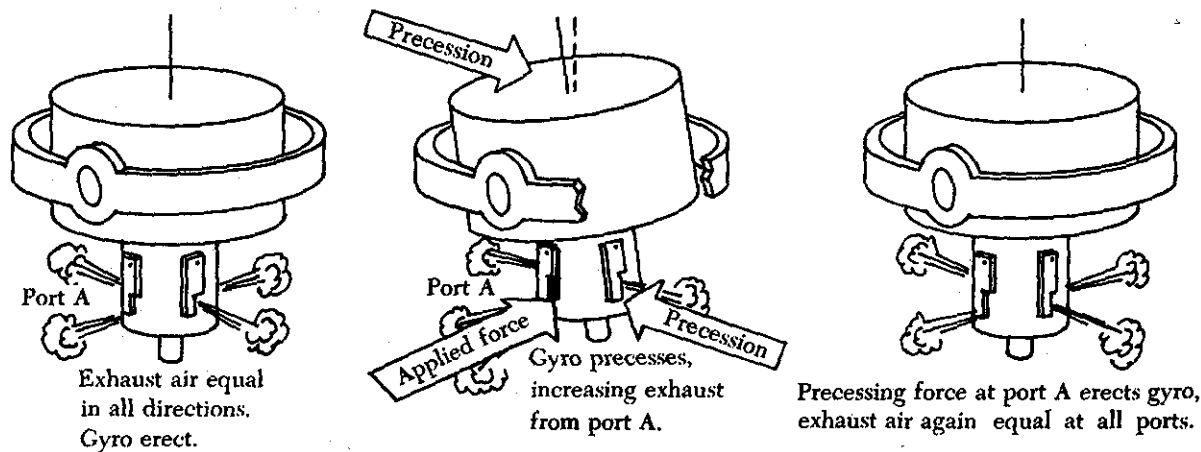 Port A
Exhaust air equal
in all directions.
Gyro erect.
Precession
Port A
Applied force
Precession
Gyro precesses,
increasing exhaust
from port A.
Precessing force at port A erects gyro,
exhaust air again equal at all ports.